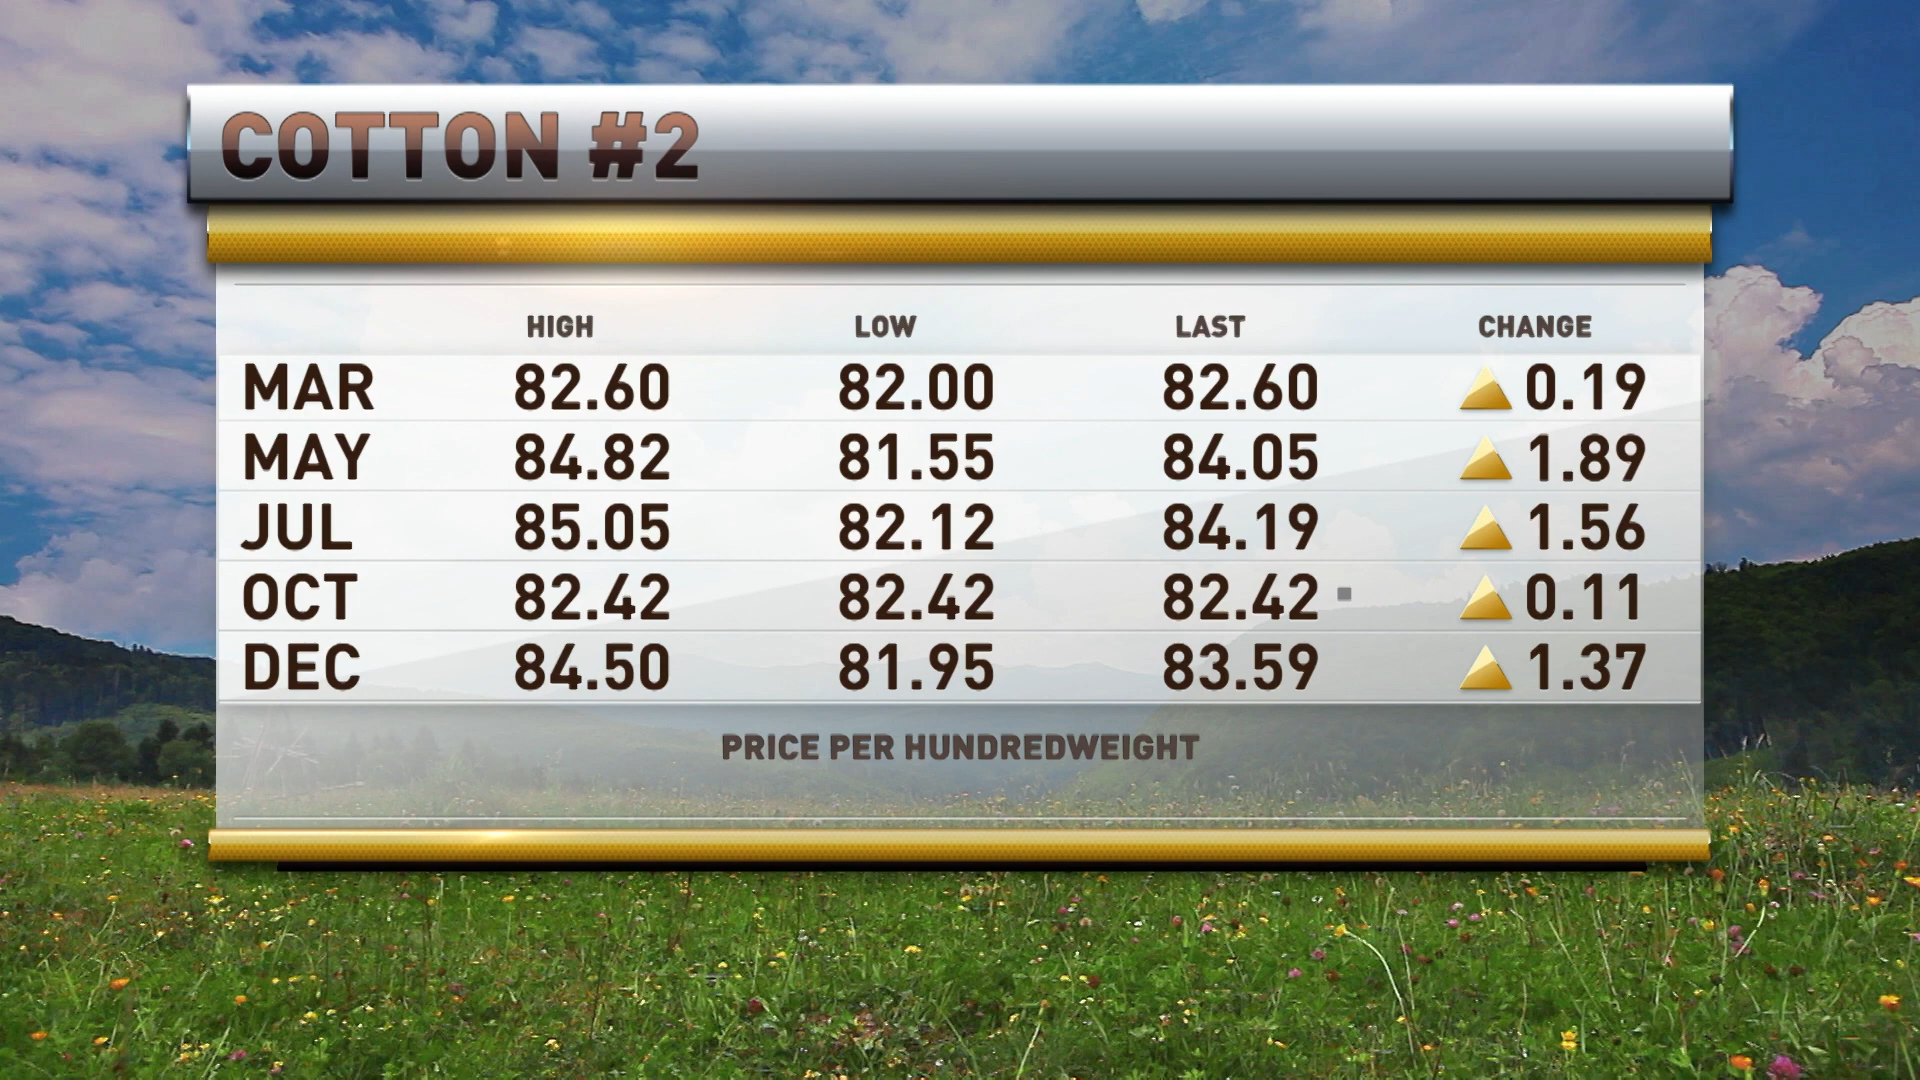 COTTON #2
HIGH LOW LAST CHANGE
MAR 82.60 82.00 82.60 ▲ 0.19
MAY 84.82 81.55 84.05 ▲ 1.89
JUL 85.05 82.12 84.19 ▲ 1.56
OCT 82.42 82.42 82.42 ▪ ▲ 0.11
DEC 84.50 81.95 83.59 ▲ 1.37
PRICE PER HUNDREDWEIGHT